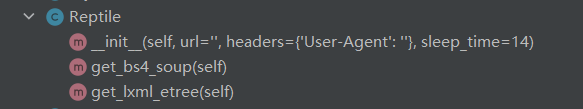 C Reptile
m __init__(self, url='', headers={'User-Agent': ''}, sleep_time=14)
m get_bs4_soup(self)
m get_lxml_etree(self)